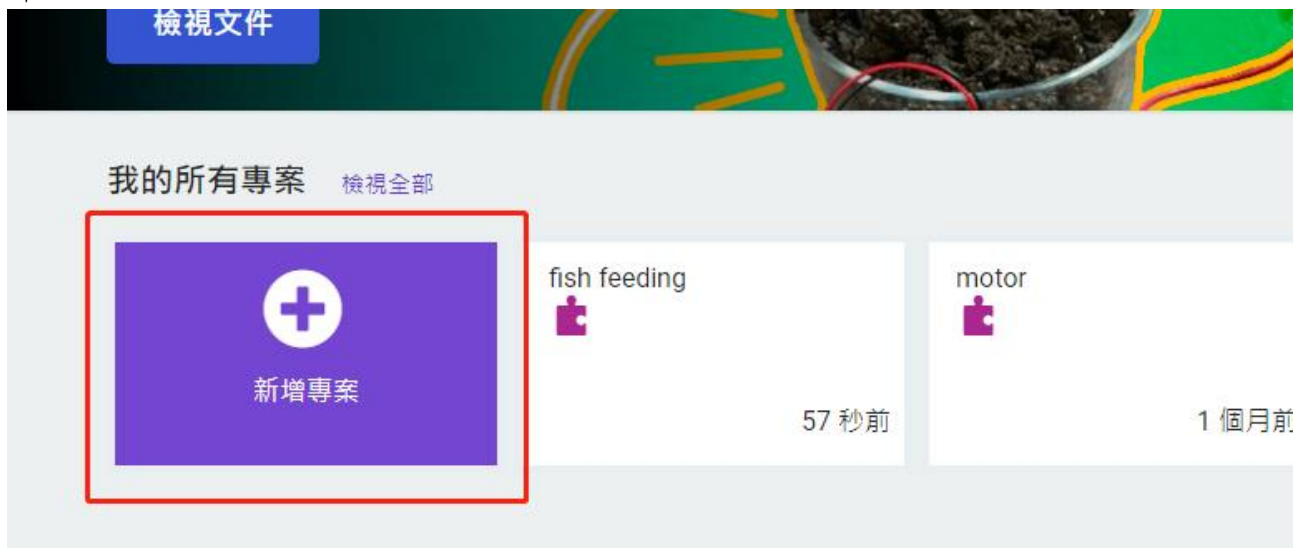 檢視文件
我的所有專案 檢視全部
新增專案
fish feeding
57 秒前
motor
1 個月前